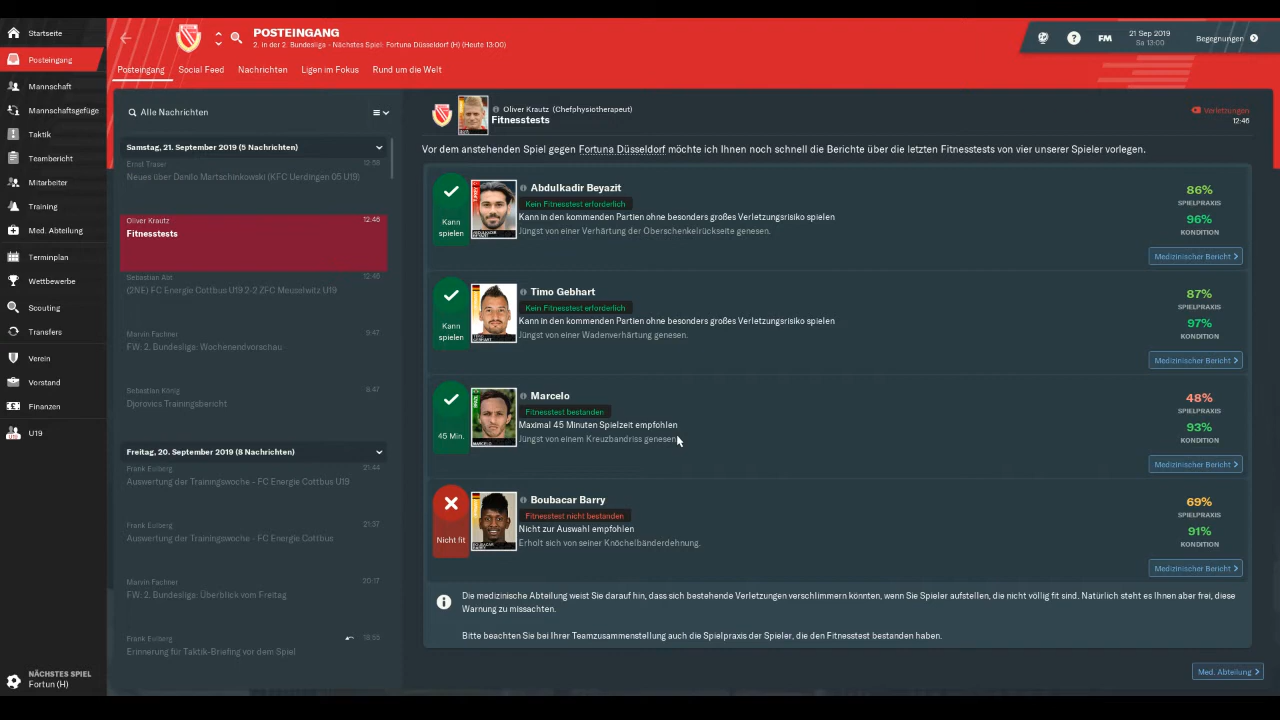 Startseite
Posteingang
Mannschaft
Mannschaftsgefüge
Taktik
Teambericht
Mitarbeiter
Training
Med. Abteilung
Terminplan
Wettbewerbe
Scouting
Transfers
Verein
Vorstand
Finanzen
U19
NÄCHSTES SPIEL
Fortun (H)
POSTEINGANG
2. in der 2. Bundesliga - Nächstes Spiel: Fortuna Düsseldorf (H) (Heute 13:00)
FM
21 Sep 2019
Sa 13:00
Begegnungen
Posteingang Social Feed Nachrichten Ligen im Fokus Rund um die Welt
Alle Nachrichten
Samstag, 21. September 2019 (5 Nachrichten)
Ernst Traser 12:58
Neues über Danilo Martschinkowski (KFC Uerdingen 05 U19)
Oliver Krautz 12:46
Fitnesstests
Sebastian Abt 12:46
(2NE) FC Energie Cottbus U19 2-2 ZFC Meuselwitz U19
Marvin Fachner 9:47
FW: 2. Bundesliga: Wochenendvorschau
Sebastian König 8:47
Djorovics Trainingsbericht
Freitag, 20. September 2019 (8 Nachrichten)
Frank Eulberg 21:44
Auswertung der Trainingswoche - FC Energie Cottbus U19
Frank Eulberg 21:37
Auswertung der Trainingswoche - FC Energie Cottbus
Marvin Fachner 20:17
FW: 2. Bundesliga: Überblick vom Freitag
Frank Eulberg 18:55
Erinnerung für Taktik-Briefing vor dem Spiel
Oliver Krautz (Chefphysiotherapeut)
Fitnesstests
Verletzungen
12:46
Vor dem anstehenden Spiel gegen Fortuna Düsseldorf möchte ich Ihnen noch schnell die Berichte über die letzten Fitnesstests von vier unserer Spieler vorlegen.
Kann spielen
Abdulkadir Beyazit
Kein Fitnesstest erforderlich
Kann in den kommenden Partien ohne besonders großes Verletzungsrisiko spielen
Jüngst von einer Verhärtung der Oberschenkelrückseite genesen.
86%
SPIELPRAXIS
96%
KONDITION
Medizinischer Bericht
Kann spielen
Timo Gebhart
Kein Fitnesstest erforderlich
Kann in den kommenden Partien ohne besonders großes Verletzungsrisiko spielen
Jüngst von einer Wadenverhärtung genesen.
87%
SPIELPRAXIS
97%
KONDITION
Medizinischer Bericht
45 Min.
Marcelo
Fitnesstest bestanden
Maximal 45 Minuten Spielzeit empfohlen
Jüngst von einem Kreuzbandriss genesen.
48%
SPIELPRAXIS
93%
KONDITION
Medizinischer Bericht
Nicht fit
Boubacar Barry
Fitnesstest nicht bestanden
Nicht zur Auswahl empfohlen
Erholt sich von seiner Knöchelbänderdehnung.
69%
SPIELPRAXIS
91%
KONDITION
Medizinischer Bericht
Die medizinische Abteilung weist Sie darauf hin, dass sich bestehende Verletzungen verschlimmern könnten, wenn Sie Spieler aufstellen, die nicht völlig fit sind. Natürlich steht es Ihnen aber frei, diese
Warnung zu missachten.
Bitte beachten Sie bei Ihrer Teamzusammenstellung auch die Spielpraxis der Spieler, die den Fitnesstest bestanden haben.
Med. Abteilung